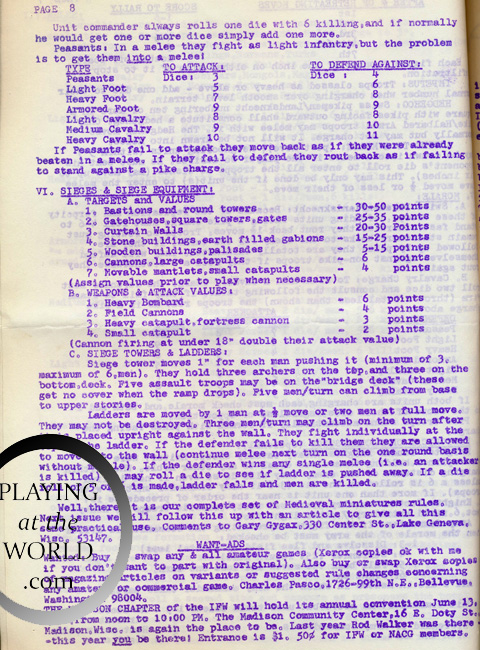 PAGE 8
Unit commander always rolls one die with 6 killing,and if normally
he would get one or more dice simply add one more.
Peasants: In a melee they fight as light infantry,but the problem
is to get them into a melee!
TYPE TO ATTACK: TO DEFEND AGAINST:
Peasants Dice: 3 Dice : 4
Light Foot 5 6
Heavy Foot 7 8
Armored Foot 9 9
Light Cavalry 8 8
Medium Cavalry 9 10
Heavy Cavalry 10 11
If Peasants fail to attack they move back as if they were already
beaten in a melee. If they fail to defend they rout back as if failing
to stand against a pike charge.
VI. SIEGES & SIEGE EQUIPMENT:
A. TARGETS and VALUES
1. Bastions and round towers - 30-50 points
2. Gatehouses,square towers,gates - 25-35 points
3. Curtain Walls - 20-30 Points
4. Stone buildings,earth filled gabions - 15-25 points
5. Wooden buildings,palisades - 5-15 points
6. Cannons,large catapults - 6 points
7. Movable mantlets,small catapults - 4 points
(Assign values prior to play when necessary)
B. WEAPONS & ATTACK VALUES:
1. Heavy Bombard - 6 points
2. Field Cannons - 4 points
3. Heavy catapult,fortress cannon - 3 points
4. Small catapult - 2 points
(Cannon firing at under 18" double their attack value)
C. SIEGE TOWERS & LADDERS:
Siege tower moves 1" for each man pushing it (minimum of 3,
maximum of 6,men). They hold three archers on the top,and three on the
bottom,deck. Five assault troops may be on the"bridge deck" (these
get no cover when the ramp drops). Five men/turn can climb from base
to upper stories.
Ladders are moved by 1 man at ½ move or two men at full move.
They may not be destroyed. Three men/turn may climb on the turn after
placed upright against the wall. They fight individually at the
the ladder. If the defender fails to kill them they are allowed
to move to the wall (continue melee next turn on the one round basis
without). If the defender wins any single melee (i.e. an attacker
is killed) may roll a die to see if ladder is pushed away. If a die
is made,ladder falls and men are killed.
Well,there is our complete set of Medieval miniatures rules.
Next issue we'll follow this up with an article to give all this
some practical use. Comments to Gary Gygax,330 Center St.,Lake Geneva,
Wisc. 53147.
WANT-ADS
Wanted: Buy swap any & all amateur games (Xerox copies ok with me
if you don't want to part with original). Also buy or swap Xerox copies
of magazine articles on variants or suggested rule changes concerning
any amateur or commercial game. Charles Pasco,1726-99th N.E.,Bellevue,
Washington 98004.
THE MADISON CHAPTER of the IFW will hold its annual convention June 13,
from noon to 10:00 PM. The Madison Community Center,16 E. Doty St.,
Madison,Wisc. is again the place to be. Last year Rod Walker was there -
-this year you be there! Entrance is $1. 50¢ for IFW or NACG members.
PLAYING
at the
WORLD
.com